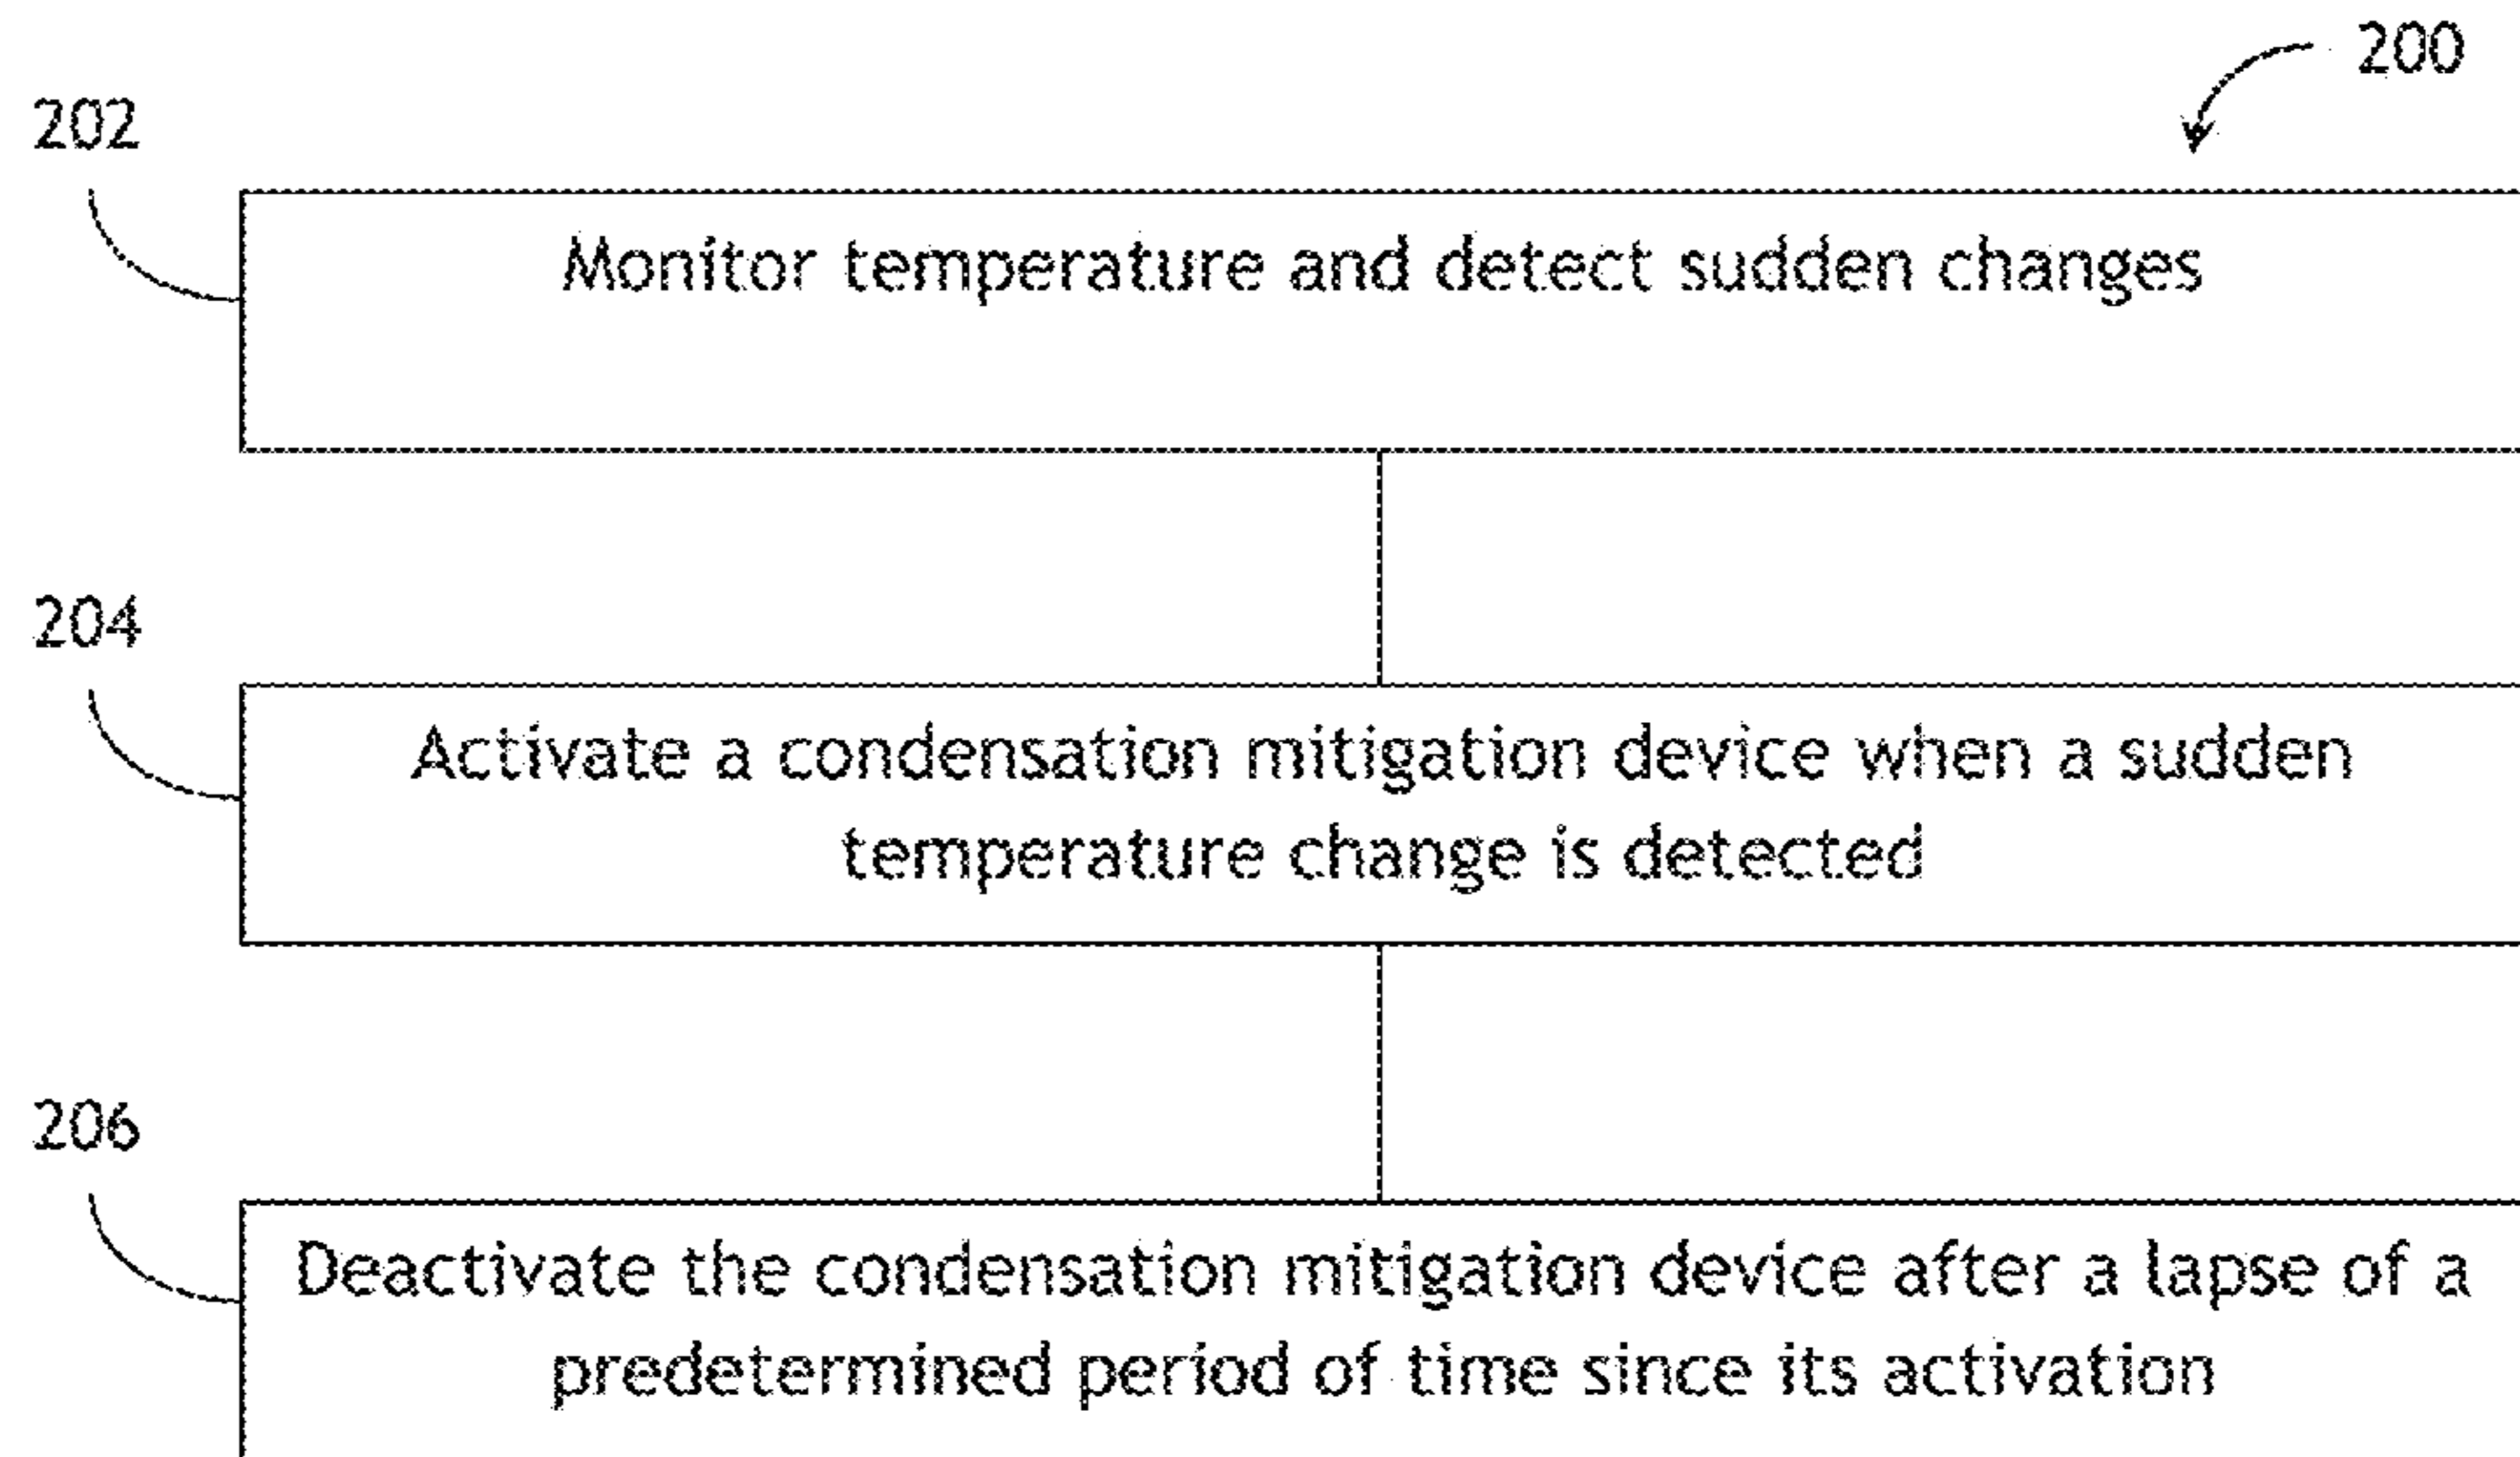 200
202
Monitor temperature and detect sudden changes
204
Activate a condensation mitigation device when a sudden
temperature change is detected
206
Deactivate the condensation mitigation device after a lapse of a
predetermined period of time since its activation